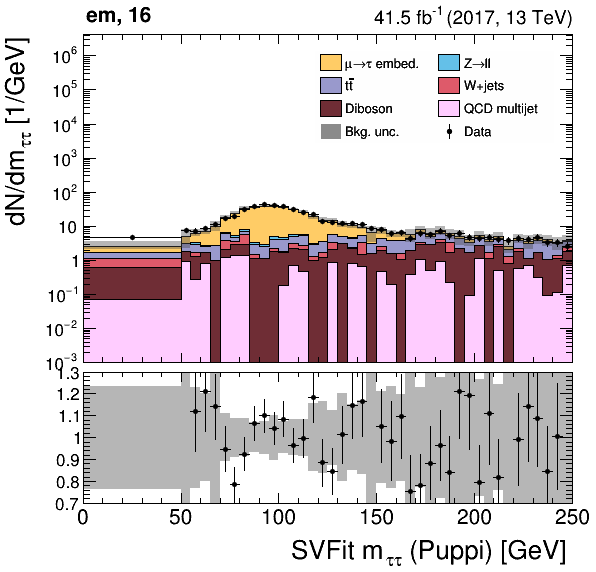 em, 16
41.5 fb⁻¹ (2017, 13 TeV)
dN/dm_ττ [1/GeV]
10⁶
10⁵
10⁴
10³
10²
10
1
10⁻¹
10⁻²
10⁻³
μ→τ embed.
Z→ll
tt̄
W+jets
Diboson
QCD multijet
Bkg. unc.
Data
1.3
1.2
1.1
1
0.9
0.8
0.7
0 50 100 150 200 250
SVFit m_ττ (Puppi) [GeV]